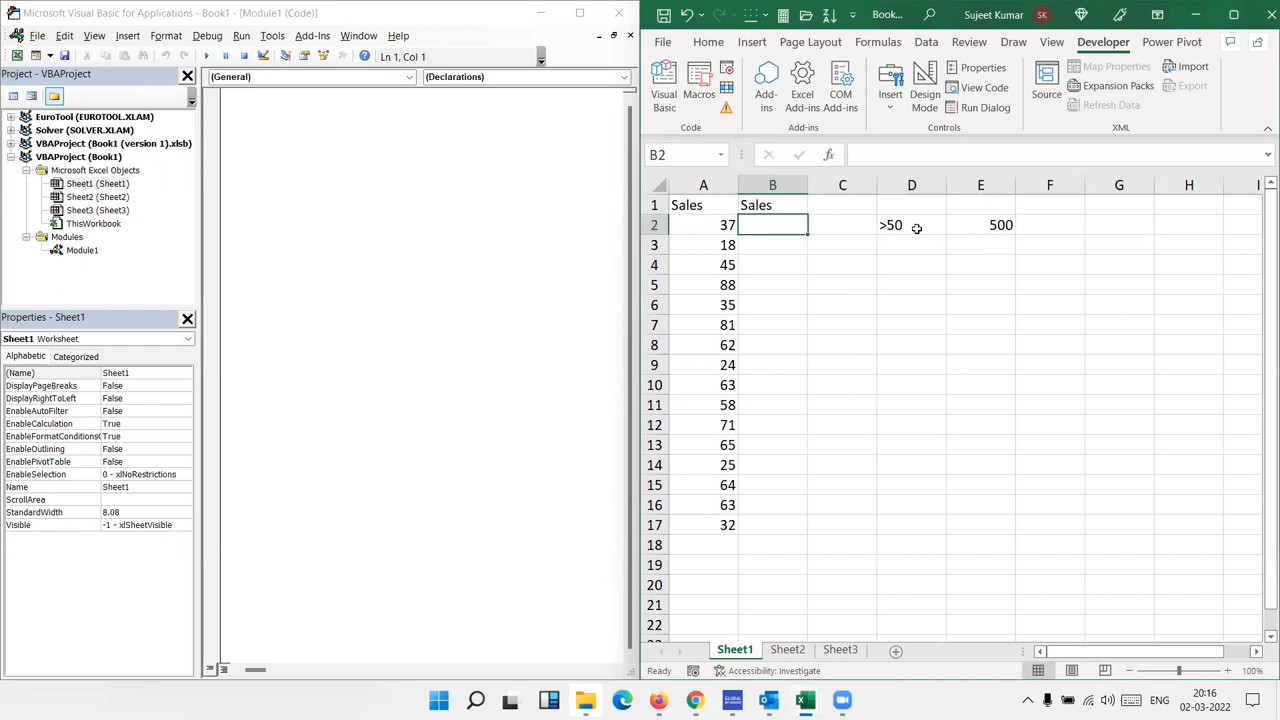 Microsoft Visual Basic for Applications - Book1 - [Module1 (Code)]
File Edit View Insert Format Debug Run Tools Add-Ins Window Help
Ln 1, Col 1
Project - VBAProject
EuroTool (EUROTOOL.XLAM)
Solver (SOLVER.XLAM)
VBAProject (Book1 (version 1).xlsb)
VBAProject (Book1)
Microsoft Excel Objects
Sheet1 (Sheet1)
Sheet2 (Sheet2)
Sheet3 (Sheet3)
ThisWorkbook
Modules
Module1
Properties - Sheet1
Sheet1 Worksheet
Alphabetic Categorized
(Name) Sheet1
DisplayPageBreaks False
DisplayRightToLeft False
EnableAutoFilter False
EnableCalculation True
EnableFormatConditionsC True
EnableOutlining False
EnablePivotTable False
EnableSelection 0 - xlNoRestrictions
Name Sheet1
ScrollArea
StandardWidth 8.08
Visible -1 - xlSheetVisible
(General) (Declarations)
Book... Sujeet Kumar SK
File Home Insert Page Layout Formulas Data Review Draw View Developer Power Pivot
Visual Basic
Macros
Code
Add-ins
Excel Add-ins
COM Add-ins
Add-ins
Insert
Design Mode
Properties
View Code
Run Dialog
Controls
Source
Map Properties
Expansion Packs
Refresh Data
Import
Export
XML
B2 fx
A B C D E F G H I
1 Sales Sales
2 37 >50 500
3 18
4 45
5 88
6 35
7 81
8 62
9 24
10 63
11 58
12 71
13 65
14 25
15 64
16 63
17 32
18
19
20
21
22
Sheet1 Sheet2 Sheet3
Ready Accessibility: Investigate 100%
ENG 20:16
02-03-2022